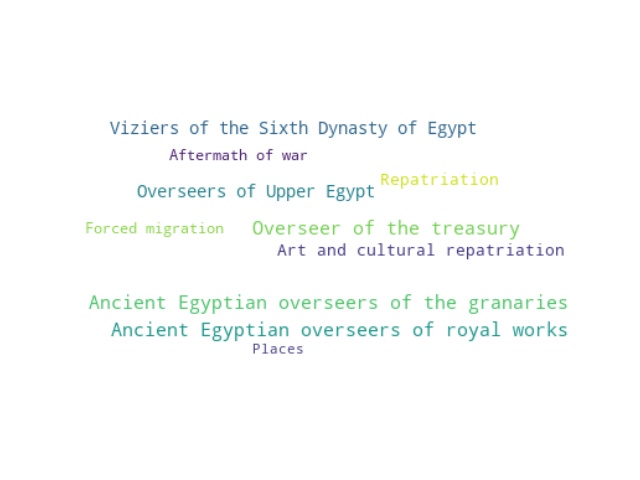 Viziers of the Sixth Dynasty of Egypt
Aftermath of war
Repatriation
Overseers of Upper Egypt
Forced migration
Overseer of the treasury
Art and cultural repatriation
Ancient Egyptian overseers of the granaries
Ancient Egyptian overseers of royal works
Places